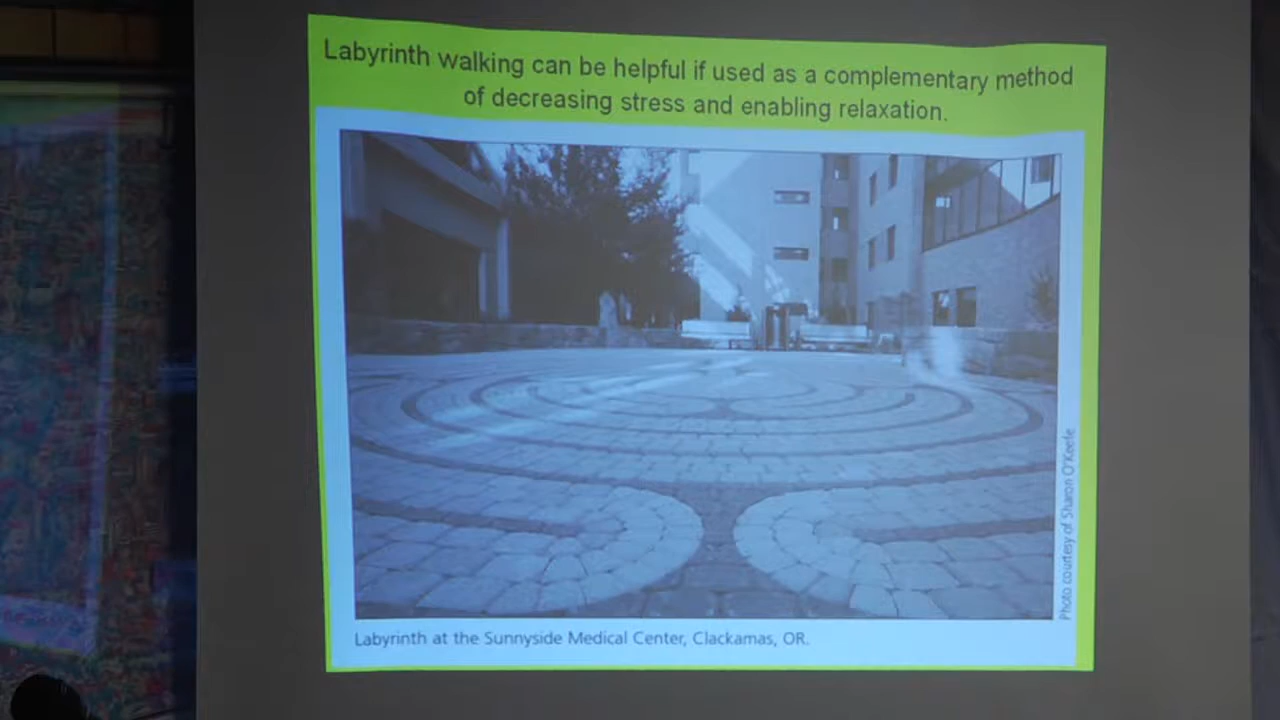 Labyrinth walking can be helpful if used as a complementary method
of decreasing stress and enabling relaxation.
Photo courtesy of Sharon O'Keefe
Labyrinth at the Sunnyside Medical Center, Clackamas, OR.